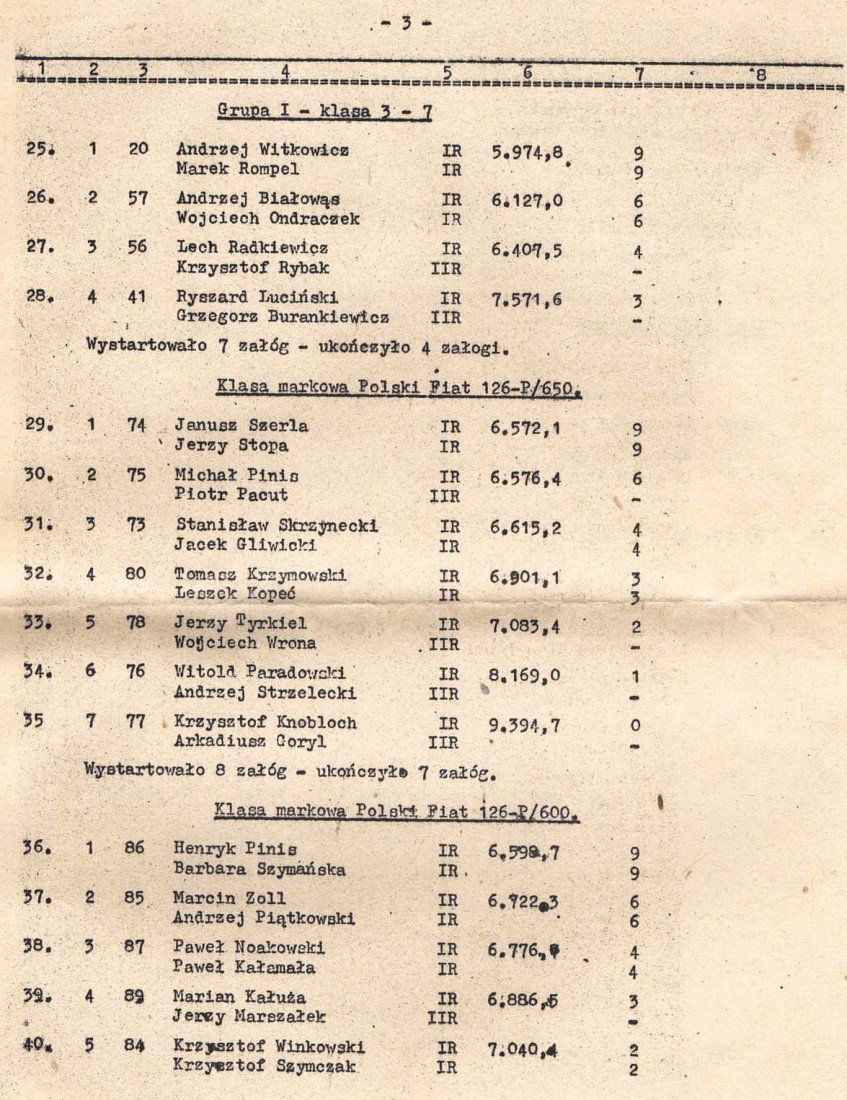 - 3 -
1 2 3 4 5 6 7 8
Grupa I - klasa 3 - 7
25. 1 20 Andrzej Witkowicz IR 5.974,8 9
Marek Rompel IR 9
26. 2 57 Andrzej Białowąs IR 6.127,0 6
Wojciech Ondraczek IR 6
27. 3 56 Lech Radkiewicz IR 6.407,5 4
Krzysztof Rybak IIR -
28. 4 41 Ryszard Luciński IR 7.571,6 3
Grzegorz Burankiewicz IIR -
Wystartowało 7 załóg - ukończyło 4 załogi.
Klasa markowa Polski Fiat 126-P/650.
29. 1 74 Janusz Szerla IR 6.572,1 9
Jerzy Stopa IR 9
30. 2 75 Michał Pinis IR 6.576,4 6
Piotr Pacut IIR -
31. 3 73 Stanisław Skrzynecki IR 6.615,2 4
Jacek Gliwicki IR 4
32. 4 80 Tomasz Krzymowski IR 6.901,1 3
Leszek Kopeć IR 3
33. 5 78 Jerzy Tyrkiel IR 7.083,4 2
Wojciech Wrona IIR -
34. 6 76 Witold Paradowski IR 8.169,0 1
Andrzej Strzelecki IIR -
35 7 77 Krzysztof Knobloch IR 9.394,7 0
Arkadiusz Goryl IIR -
Wystartowało 8 załóg - ukończyło 7 załóg.
Klasa markowa Polski Fiat 126-P/600.
36. 1 86 Henryk Pinis IR 9
Barbara Szymańska IR. 9
37. 2 85 Marcin Zoll IR 6
Andrzej Piątkowski IR 6
38. 3 87 Paweł Noakowski IR 4
Paweł Kałamała IR 4
39. 4 89 Marian Kałuża IR 6.886,5 3
Jerzy Marszałek IIR -
40. 5 84 Krzysztof Winkowski IR 7.040,4 2
Krzysztof Szymczak IR 2